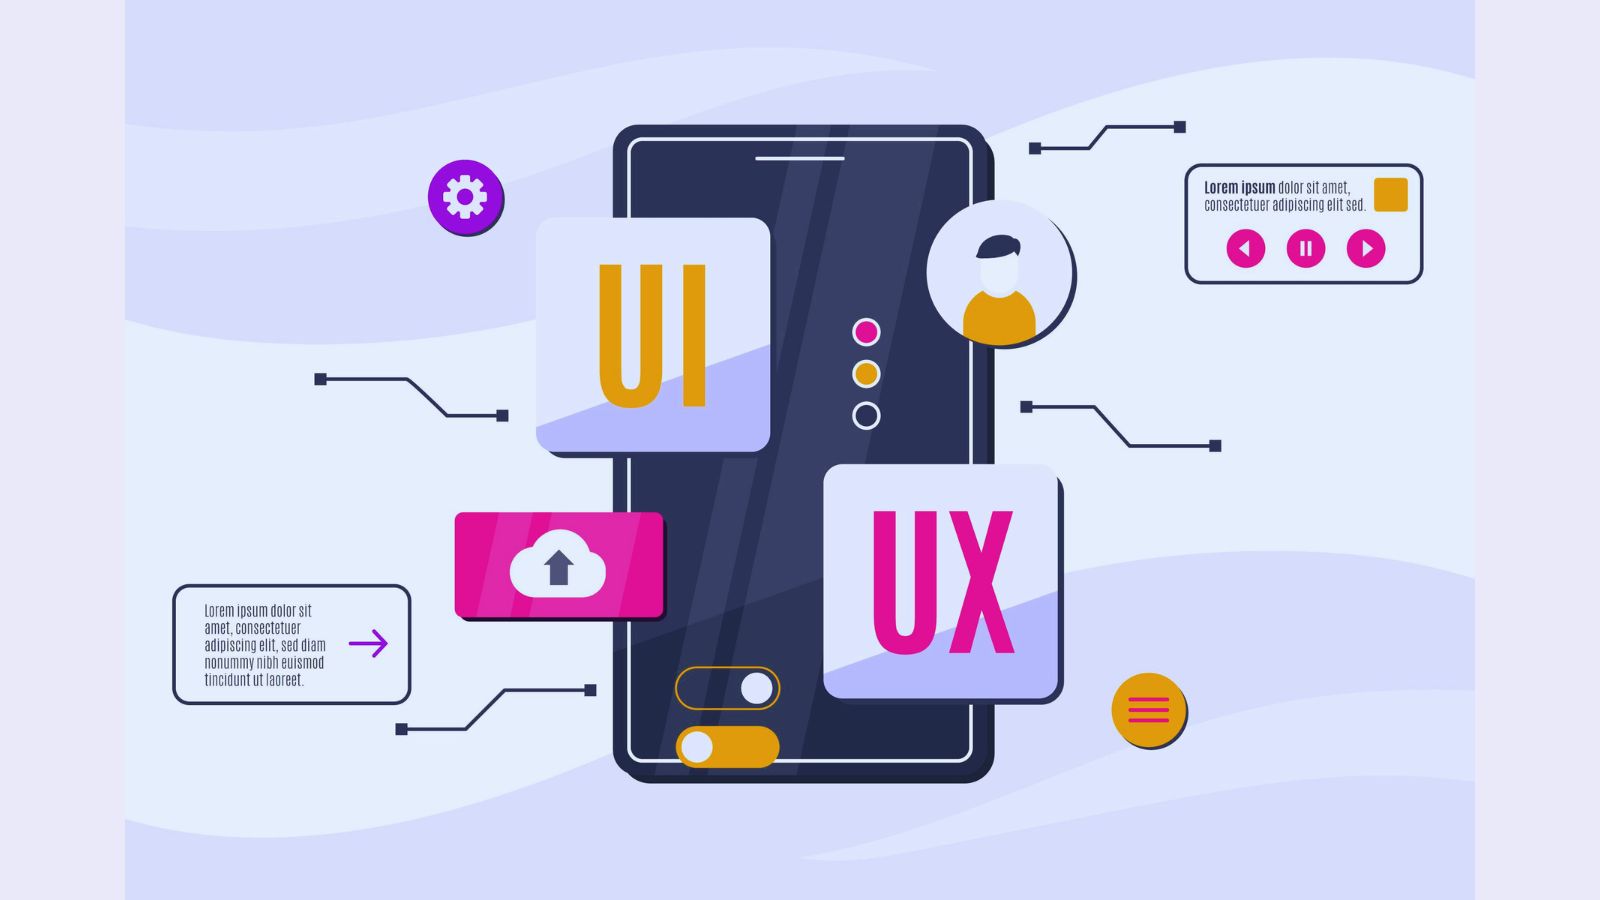 Lorem ipsum dolor sit amet,
consectetuer adipiscing elit sed.
UI
UX
Lorem ipsum dolor sit
amet, consectetuer
adipiscing elit, sed diam
nonummy nibh euismod
tincidunt ut laoreet.